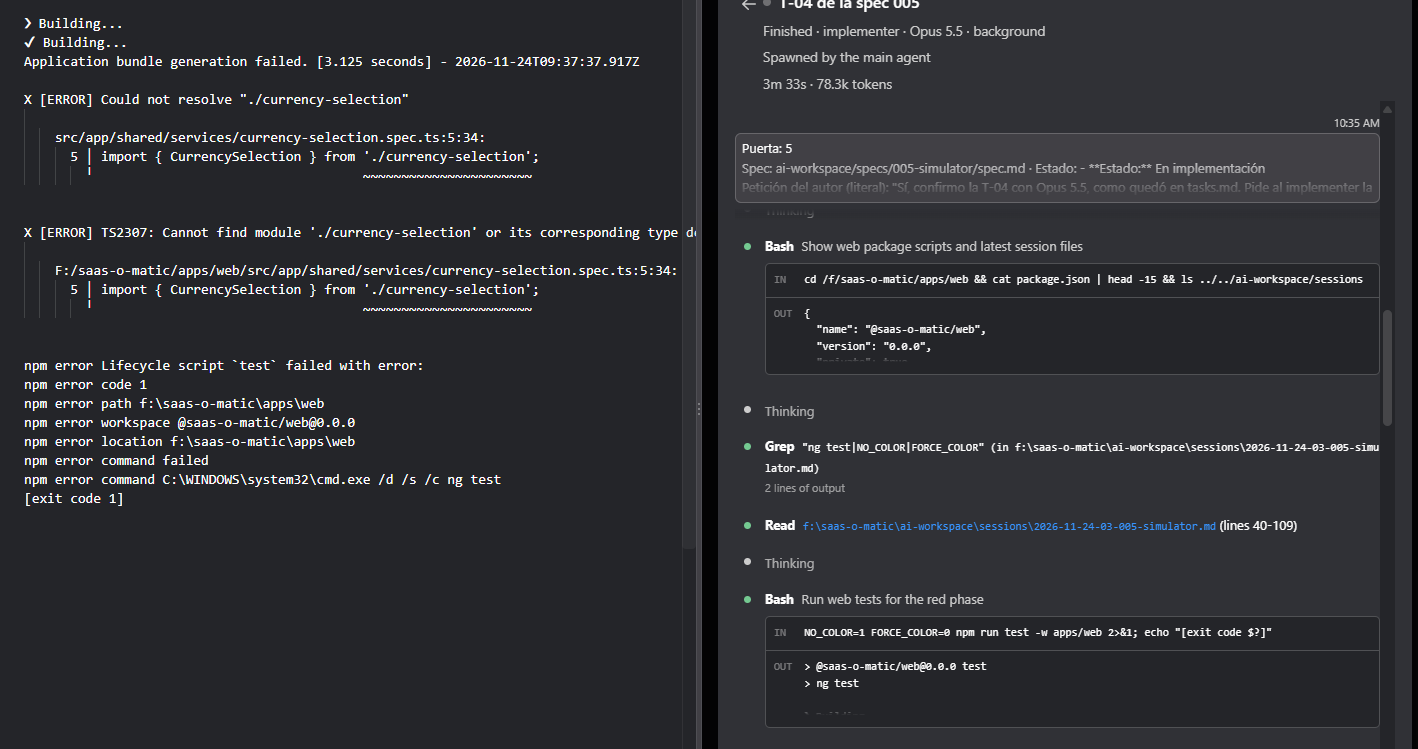 ❯ Building...
✔ Building...
Application bundle generation failed. [3.125 seconds] - 2026-11-24T09:37:37.917Z
X [ERROR] Could not resolve "./currency-selection"
src/app/shared/services/currency-selection.spec.ts:5:34:
5 │ import { CurrencySelection } from './currency-selection';
╵ ~~~~~~~~~~~~~~~~~~~~~~
X [ERROR] TS2307: Cannot find module './currency-selection' or its corresponding type de
F:/saas-o-matic/apps/web/src/app/shared/services/currency-selection.spec.ts:5:34:
5 │ import { CurrencySelection } from './currency-selection';
╵ ~~~~~~~~~~~~~~~~~~~~~~
npm error Lifecycle script `test` failed with error:
npm error code 1
npm error path f:\saas-o-matic\apps\web
npm error workspace @saas-o-matic/web@0.0.0
npm error location f:\saas-o-matic\apps\web
npm error command failed
npm error command C:\WINDOWS\system32\cmd.exe /d /s /c ng test
[exit code 1]
T-04 de la spec 005
Finished · implementer · Opus 5.5 · background
Spawned by the main agent
3m 33s · 78.3k tokens
10:35 AM
Puerta: 5
Spec: ai-workspace/specs/005-simulator/spec.md · Estado: - **Estado:** En implementación
Petición del autor (literal): "Sí, confirmo la T-04 con Opus 5.5, como quedó en tasks.md. Pide al implementer la
Thinking
Bash Show web package scripts and latest session files
IN cd /f/saas-o-matic/apps/web && cat package.json | head -15 && ls ../../ai-workspace/sessions
OUT {
"name": "@saas-o-matic/web",
"version": "0.0.0",
"private": true,
Thinking
Grep "ng test|NO_COLOR|FORCE_COLOR" (in f:\saas-o-matic\ai-workspace\sessions\2026-11-24-03-005-simu
lator.md)
2 lines of output
Read f:\saas-o-matic\ai-workspace\sessions\2026-11-24-03-005-simulator.md (lines 40-109)
Thinking
Bash Run web tests for the red phase
IN NO_COLOR=1 FORCE_COLOR=0 npm run test -w apps/web 2>&1; echo "[exit code $?]"
OUT > @saas-o-matic/web@0.0.0 test
> ng test